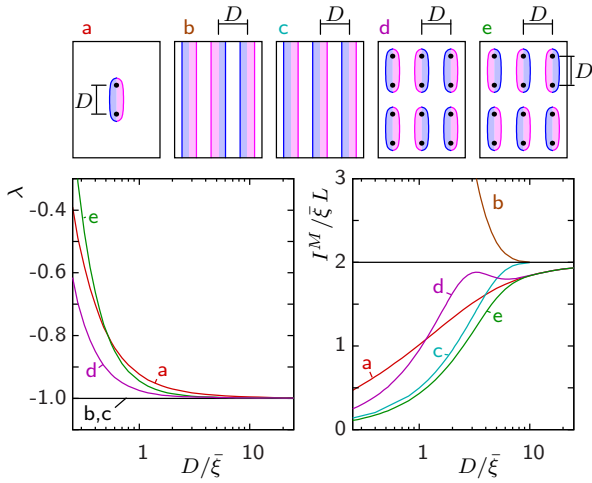 D D
a b c d e
D D
λ
-0.4
-0.6
-0.8
-1.0
e
d
a
b,c
1 10
D/ξ̄
I^M/ξ̄ L
3
2
1
0
b
d
a
c
e
1 10
D/ξ̄